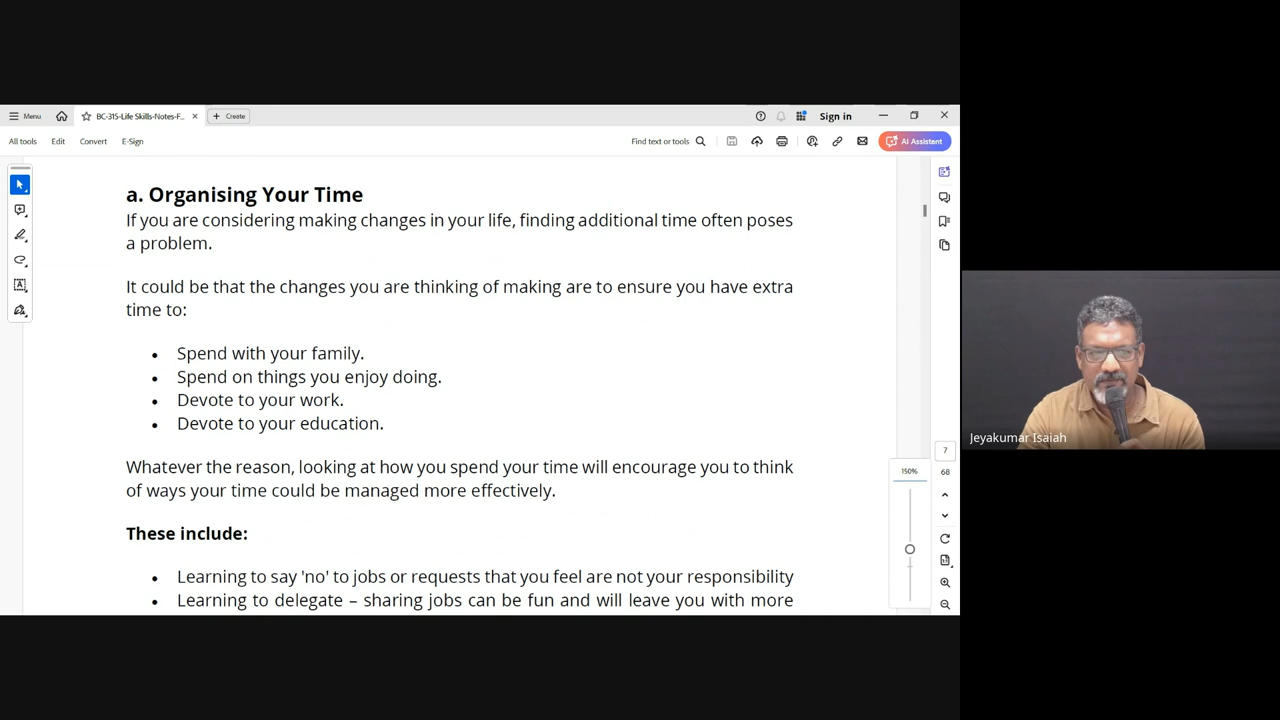 Menu
BC-315-Life Skills-Notes-F...
Create
Sign in
All tools
Edit
Convert
E-Sign
Find text or tools
AI Assistant
a. Organising Your Time
If you are considering making changes in your life, finding additional time often poses
a problem.
It could be that the changes you are thinking of making are to ensure you have extra
time to:
• Spend with your family.
• Spend on things you enjoy doing.
• Devote to your work.
• Devote to your education.
Whatever the reason, looking at how you spend your time will encourage you to think
of ways your time could be managed more effectively.
These include:
• Learning to say 'no' to jobs or requests that you feel are not your responsibility
• Learning to delegate – sharing jobs can be fun and will leave you with more
7
150%
68
Jeyakumar Isaiah